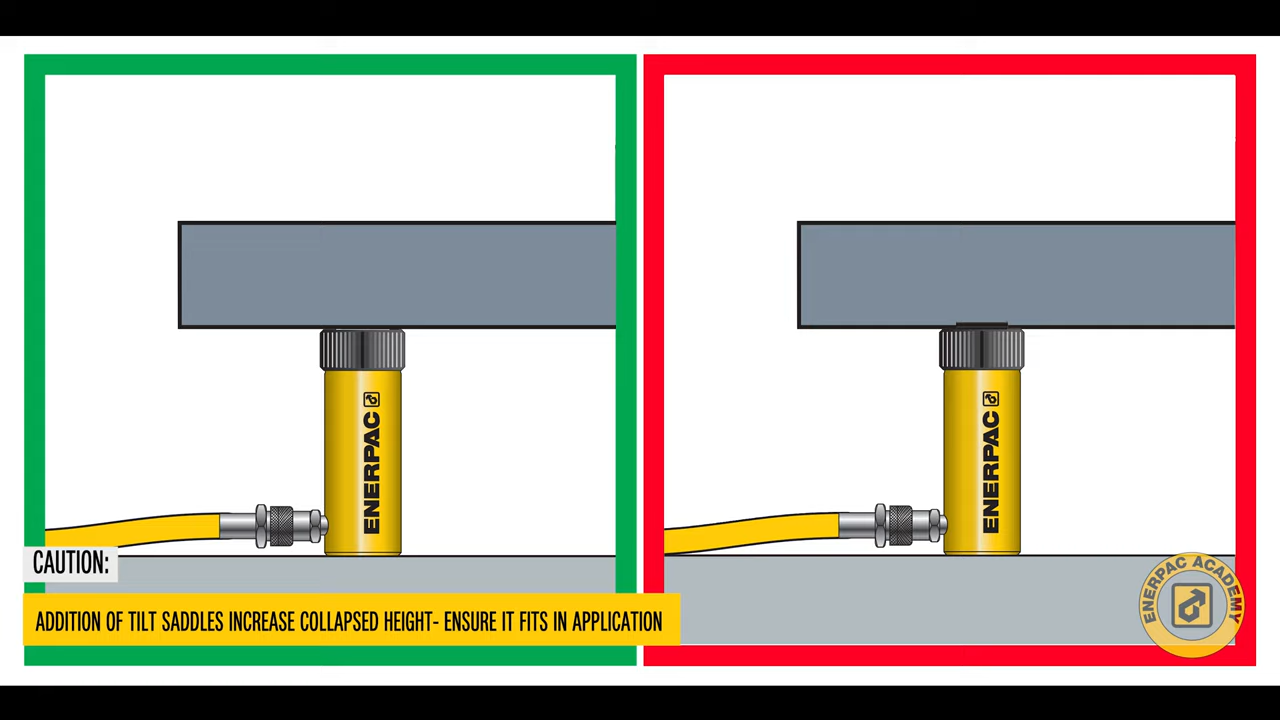 ENERPAC
ENERPAC
CAUTION:
ADDITION OF TILT SADDLES INCREASE COLLAPSED HEIGHT- ENSURE IT FITS IN APPLICATION
ENERPAC ACADEMY